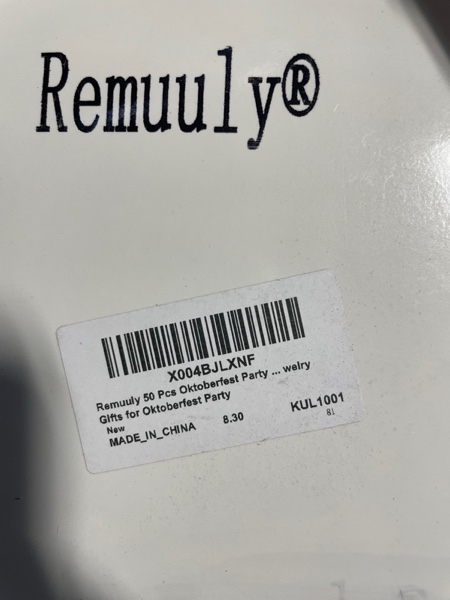 Remuuly®
X004BJLXNF
Remuuly 50 Pcs Oktoberfest Party ... welry
Gifts for Oktoberfest Party
New
MADE_IN_CHINA 8.30 KUL1001
81